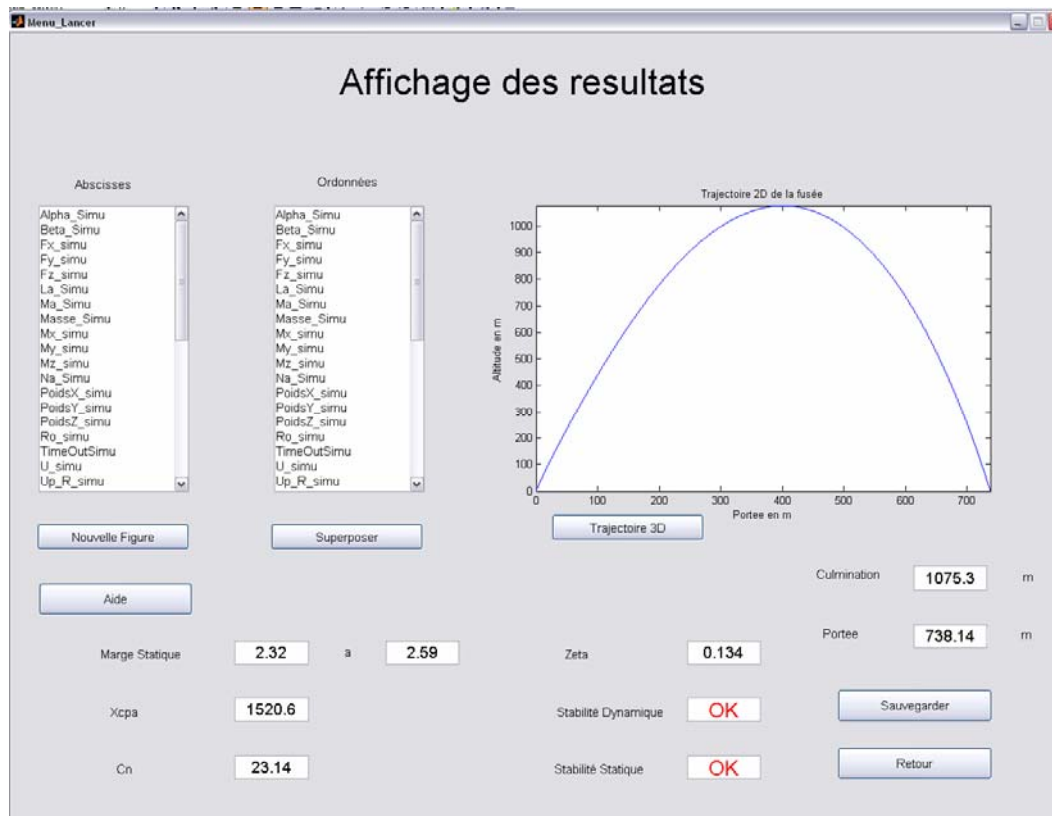 Menu_Lancer
Affichage des resultats
Abscisses
Alpha_Simu
Beta_Simu
Fx_simu
Fy_simu
Fz_simu
La_Simu
Ma_Simu
Masse_Simu
Mx_simu
My_simu
Mz_simu
Na_Simu
PoidsX_simu
PoidsY_simu
PoidsZ_simu
Ro_simu
TimeOutSimu
U_simu
Up_R_simu
Ordonnées
Alpha_Simu
Beta_Simu
Fx_simu
Fy_simu
Fz_simu
La_Simu
Ma_Simu
Masse_Simu
Mx_simu
My_simu
Mz_simu
Na_Simu
PoidsX_simu
PoidsY_simu
PoidsZ_simu
Ro_simu
TimeOutSimu
U_simu
Up_R_simu
Trajectoire 2D de la fusée
Altitude en m
1000
900
800
700
600
500
400
300
200
100
0
0 100 200 300 400 500 600 700
Portee en m
Nouvelle Figure
Superposer
Trajectoire 3D
Aide
Culmination 1075.3 m
Portee 738.14 m
Marge Statique 2.32 a 2.59
Zeta 0.134
Xcpa 1520.6
Stabilité Dynamique OK
Sauvegarder
Cn 23.14
Stabilité Statique OK
Retour